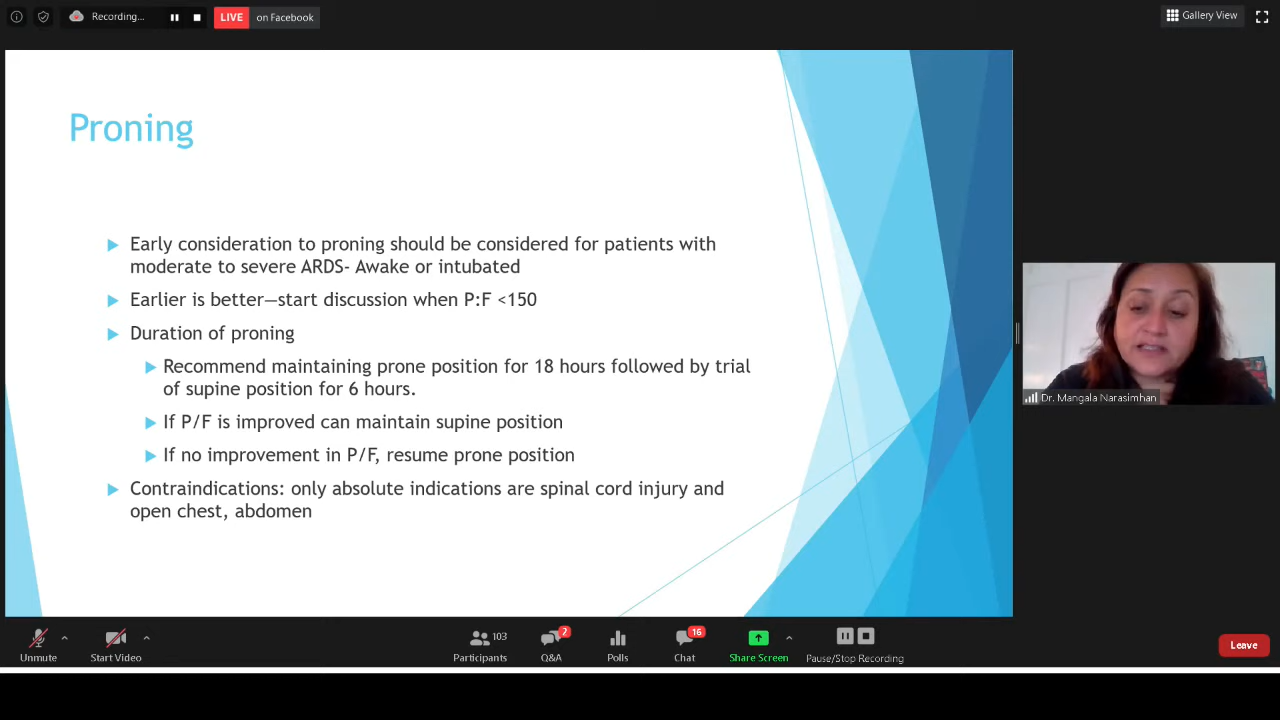 Recording...
LIVE on Facebook
Gallery View
Proning
Early consideration to proning should be considered for patients with
moderate to severe ARDS- Awake or intubated
Earlier is better—start discussion when P:F <150
Duration of proning
Recommend maintaining prone position for 18 hours followed by trial
of supine position for 6 hours.
If P/F is improved can maintain supine position
If no improvement in P/F, resume prone position
Contraindications: only absolute indications are spinal cord injury and
open chest, abdomen
Dr. Mangala Narasimhan
103
2
16
Unmute
Start Video
Participants
Q&A
Polls
Chat
Share Screen
Pause/Stop Recording
Leave